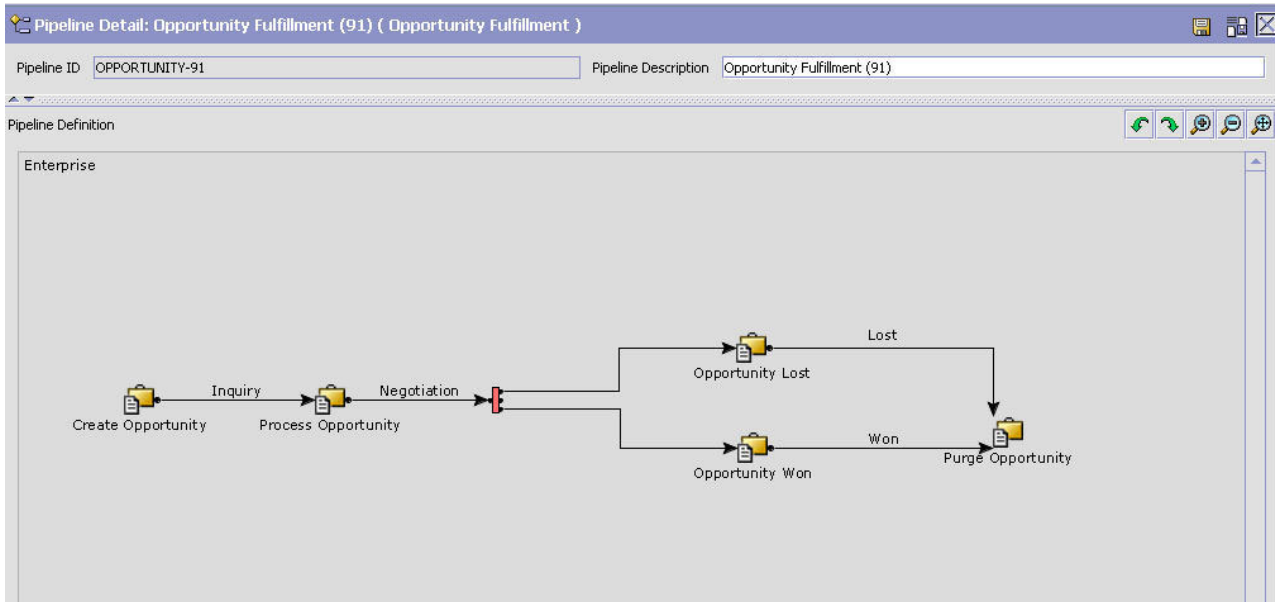 Pipeline Detail: Opportunity Fulfillment (91) ( Opportunity Fulfillment )
Pipeline ID OPPORTUNITY-91 Pipeline Description Opportunity Fulfillment (91)
Pipeline Definition
Enterprise
Lost
Opportunity Lost
Inquiry Negotiation
Create Opportunity Process Opportunity
Won
Purge Opportunity
Opportunity Won